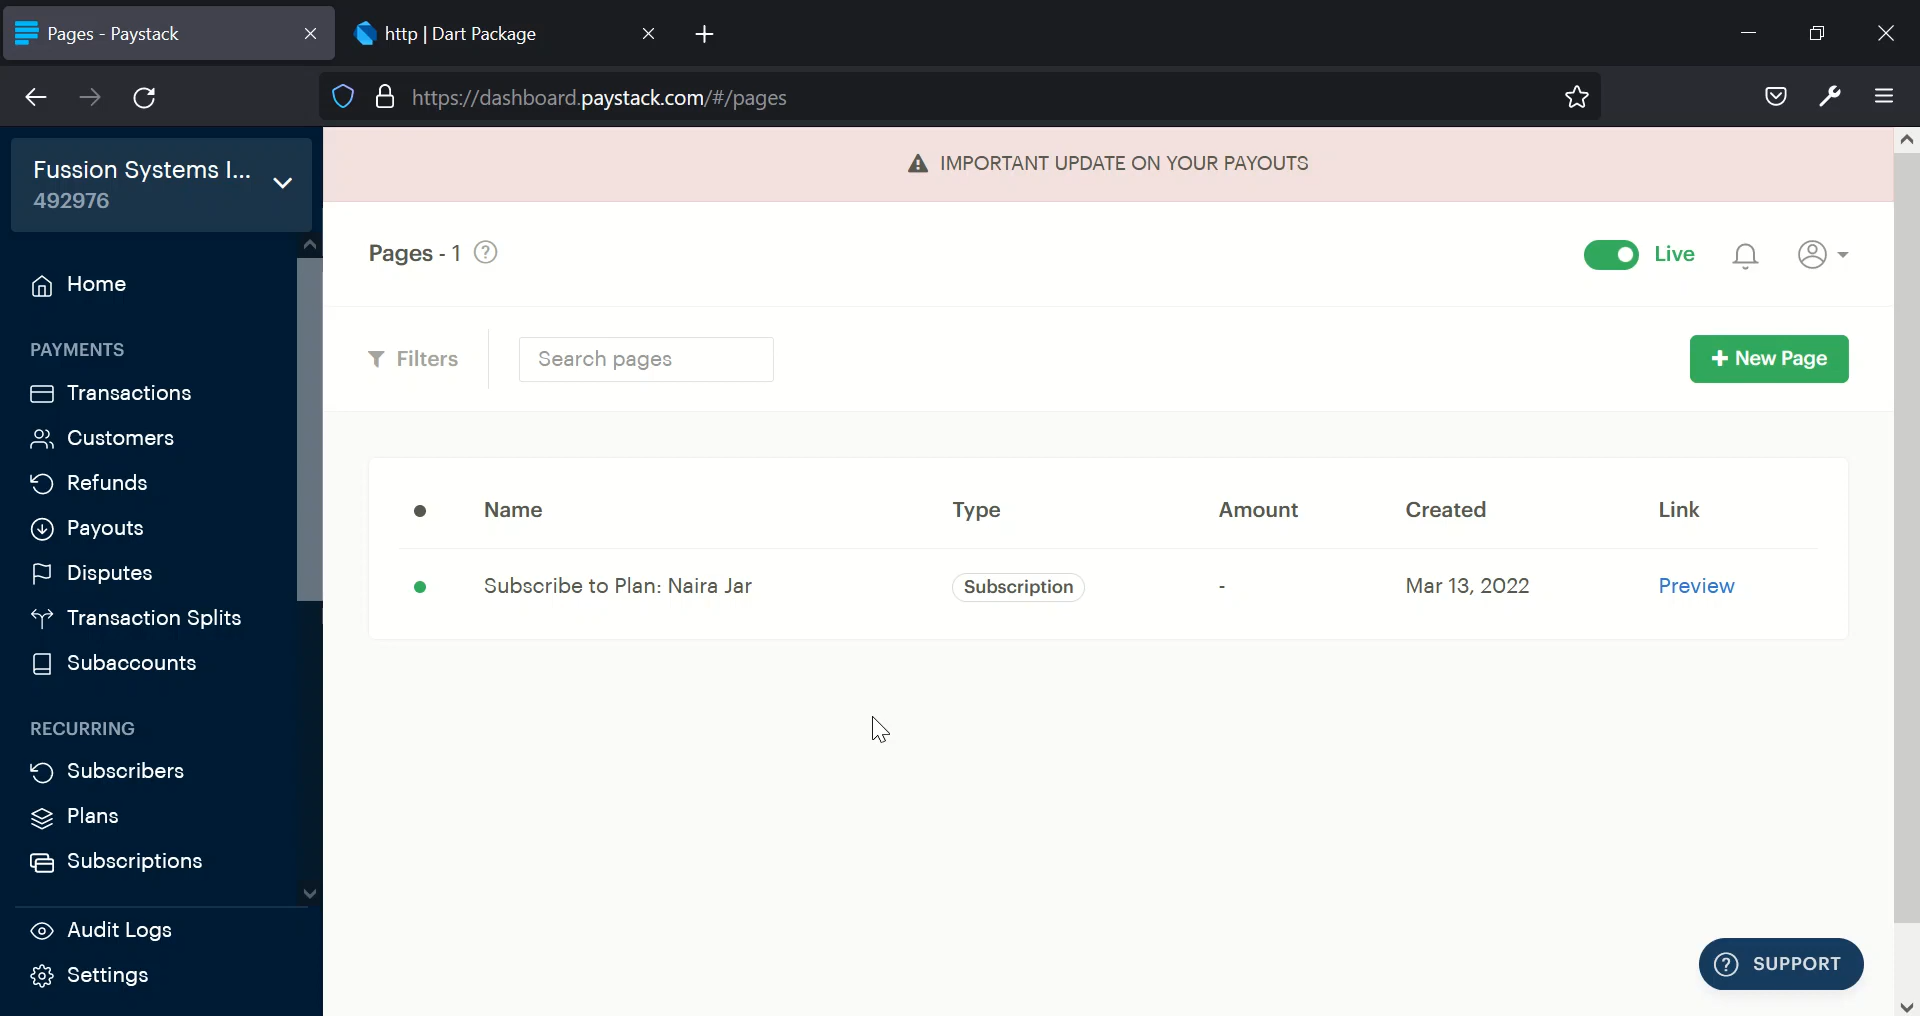 Pages - Paystack
http | Dart Package
https://dashboard.paystack.com/#/pages
Fussion Systems I...
492976
Home
PAYMENTS
Transactions
Customers
Refunds
Payouts
Disputes
Transaction Splits
Subaccounts
RECURRING
Subscribers
Plans
Subscriptions
Audit Logs
Settings
IMPORTANT UPDATE ON YOUR PAYOUTS
Pages - 1 ?
Live
Filters
Search pages
+ New Page
Name Type Amount Created Link
Subscribe to Plan: Naira Jar Subscription - Mar 13, 2022 Preview
? SUPPORT